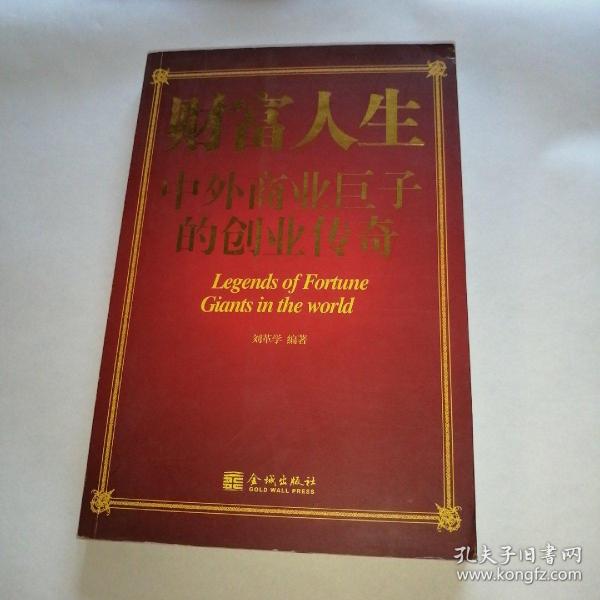 财富人生
中外商业巨子
的创业传奇
Legends of Fortune
Giants in the world
刘革学 编著
金城出版社
GOLD WALL PRESS
孔夫子旧书网
www.kongfz.com